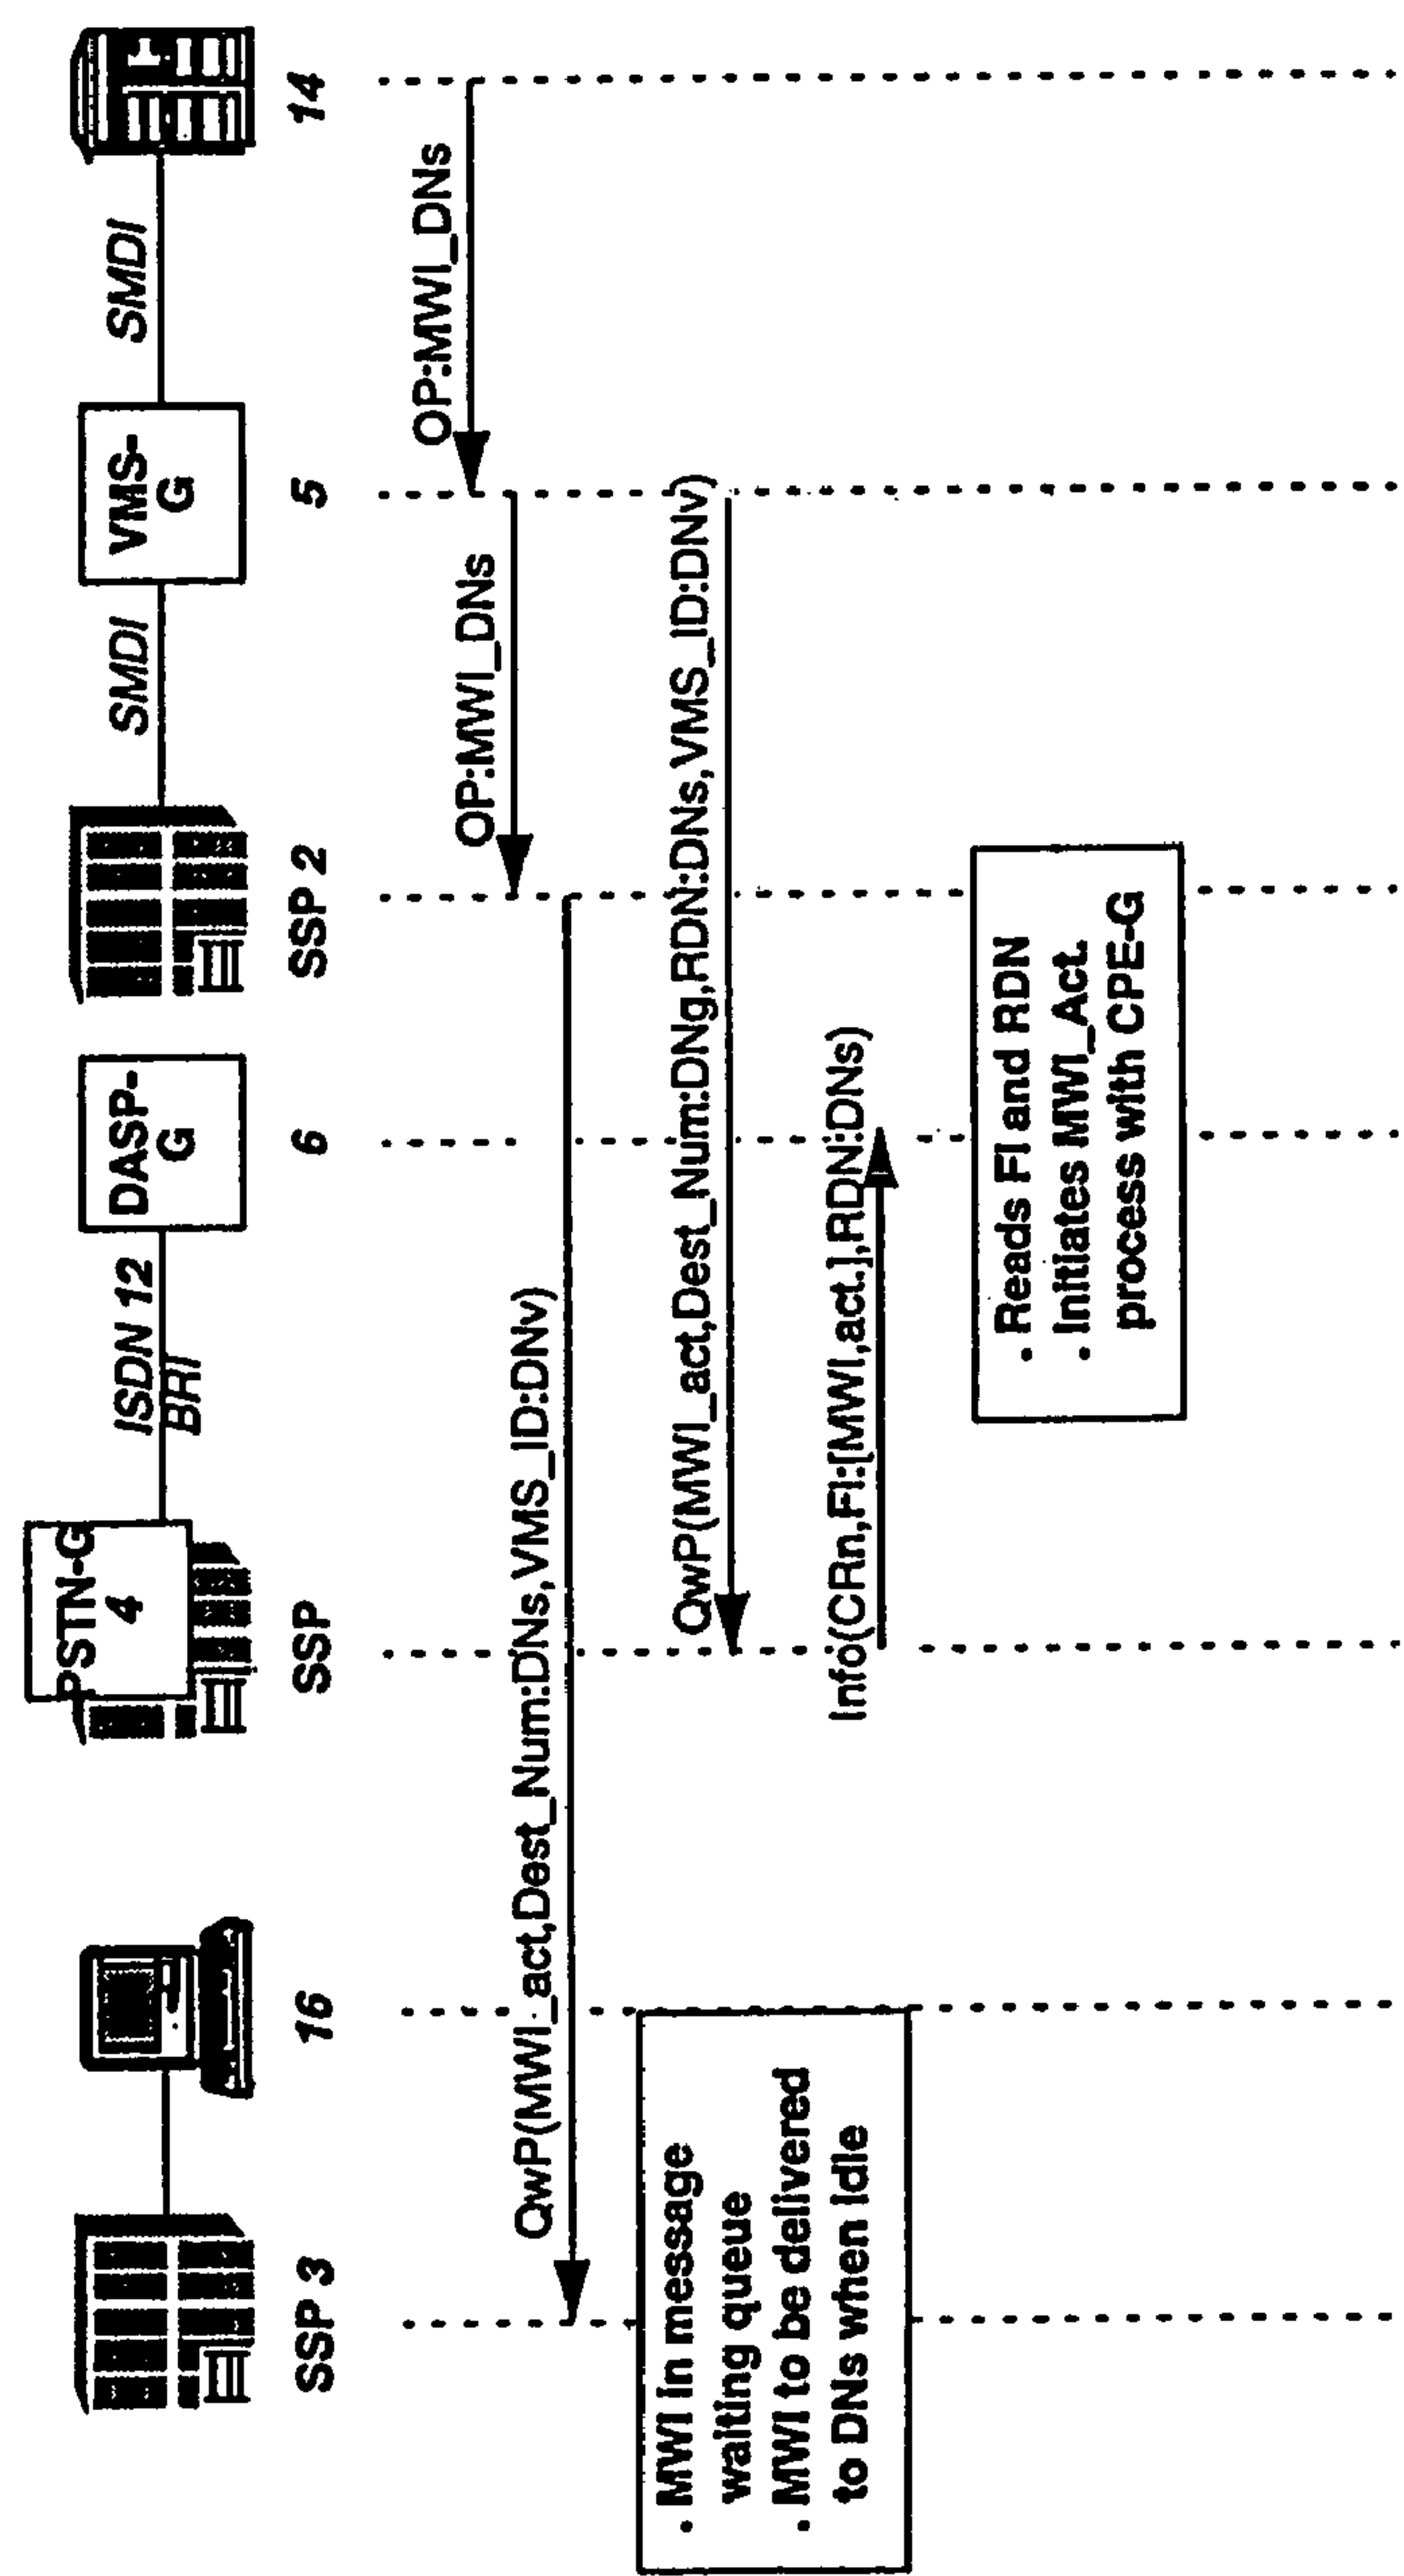 PSTN-G
4
DASP-
G
VMS-
G
ISDN 12
BRI
SMDI
SMDI
SSP 3
16
SSP
6
SSP 2
5
14
OP:MWI_DNs
OP:MWI_DNs
QwP(MWI_act,Dest_Num:DNs,VMS_ID:DNv)
• MWI in message
waiting queue
• MWI to be delivered
to DNs when Idle
QwP(MWI_act,Dest_Num:DNg,RDN:DNs,VMS_ID:DNv)
Info(CRn,FI:[MWI,act.],RDN:DNs)
• Reads FI and RDN
• Initiates MWI_Act.
process with CPE-G